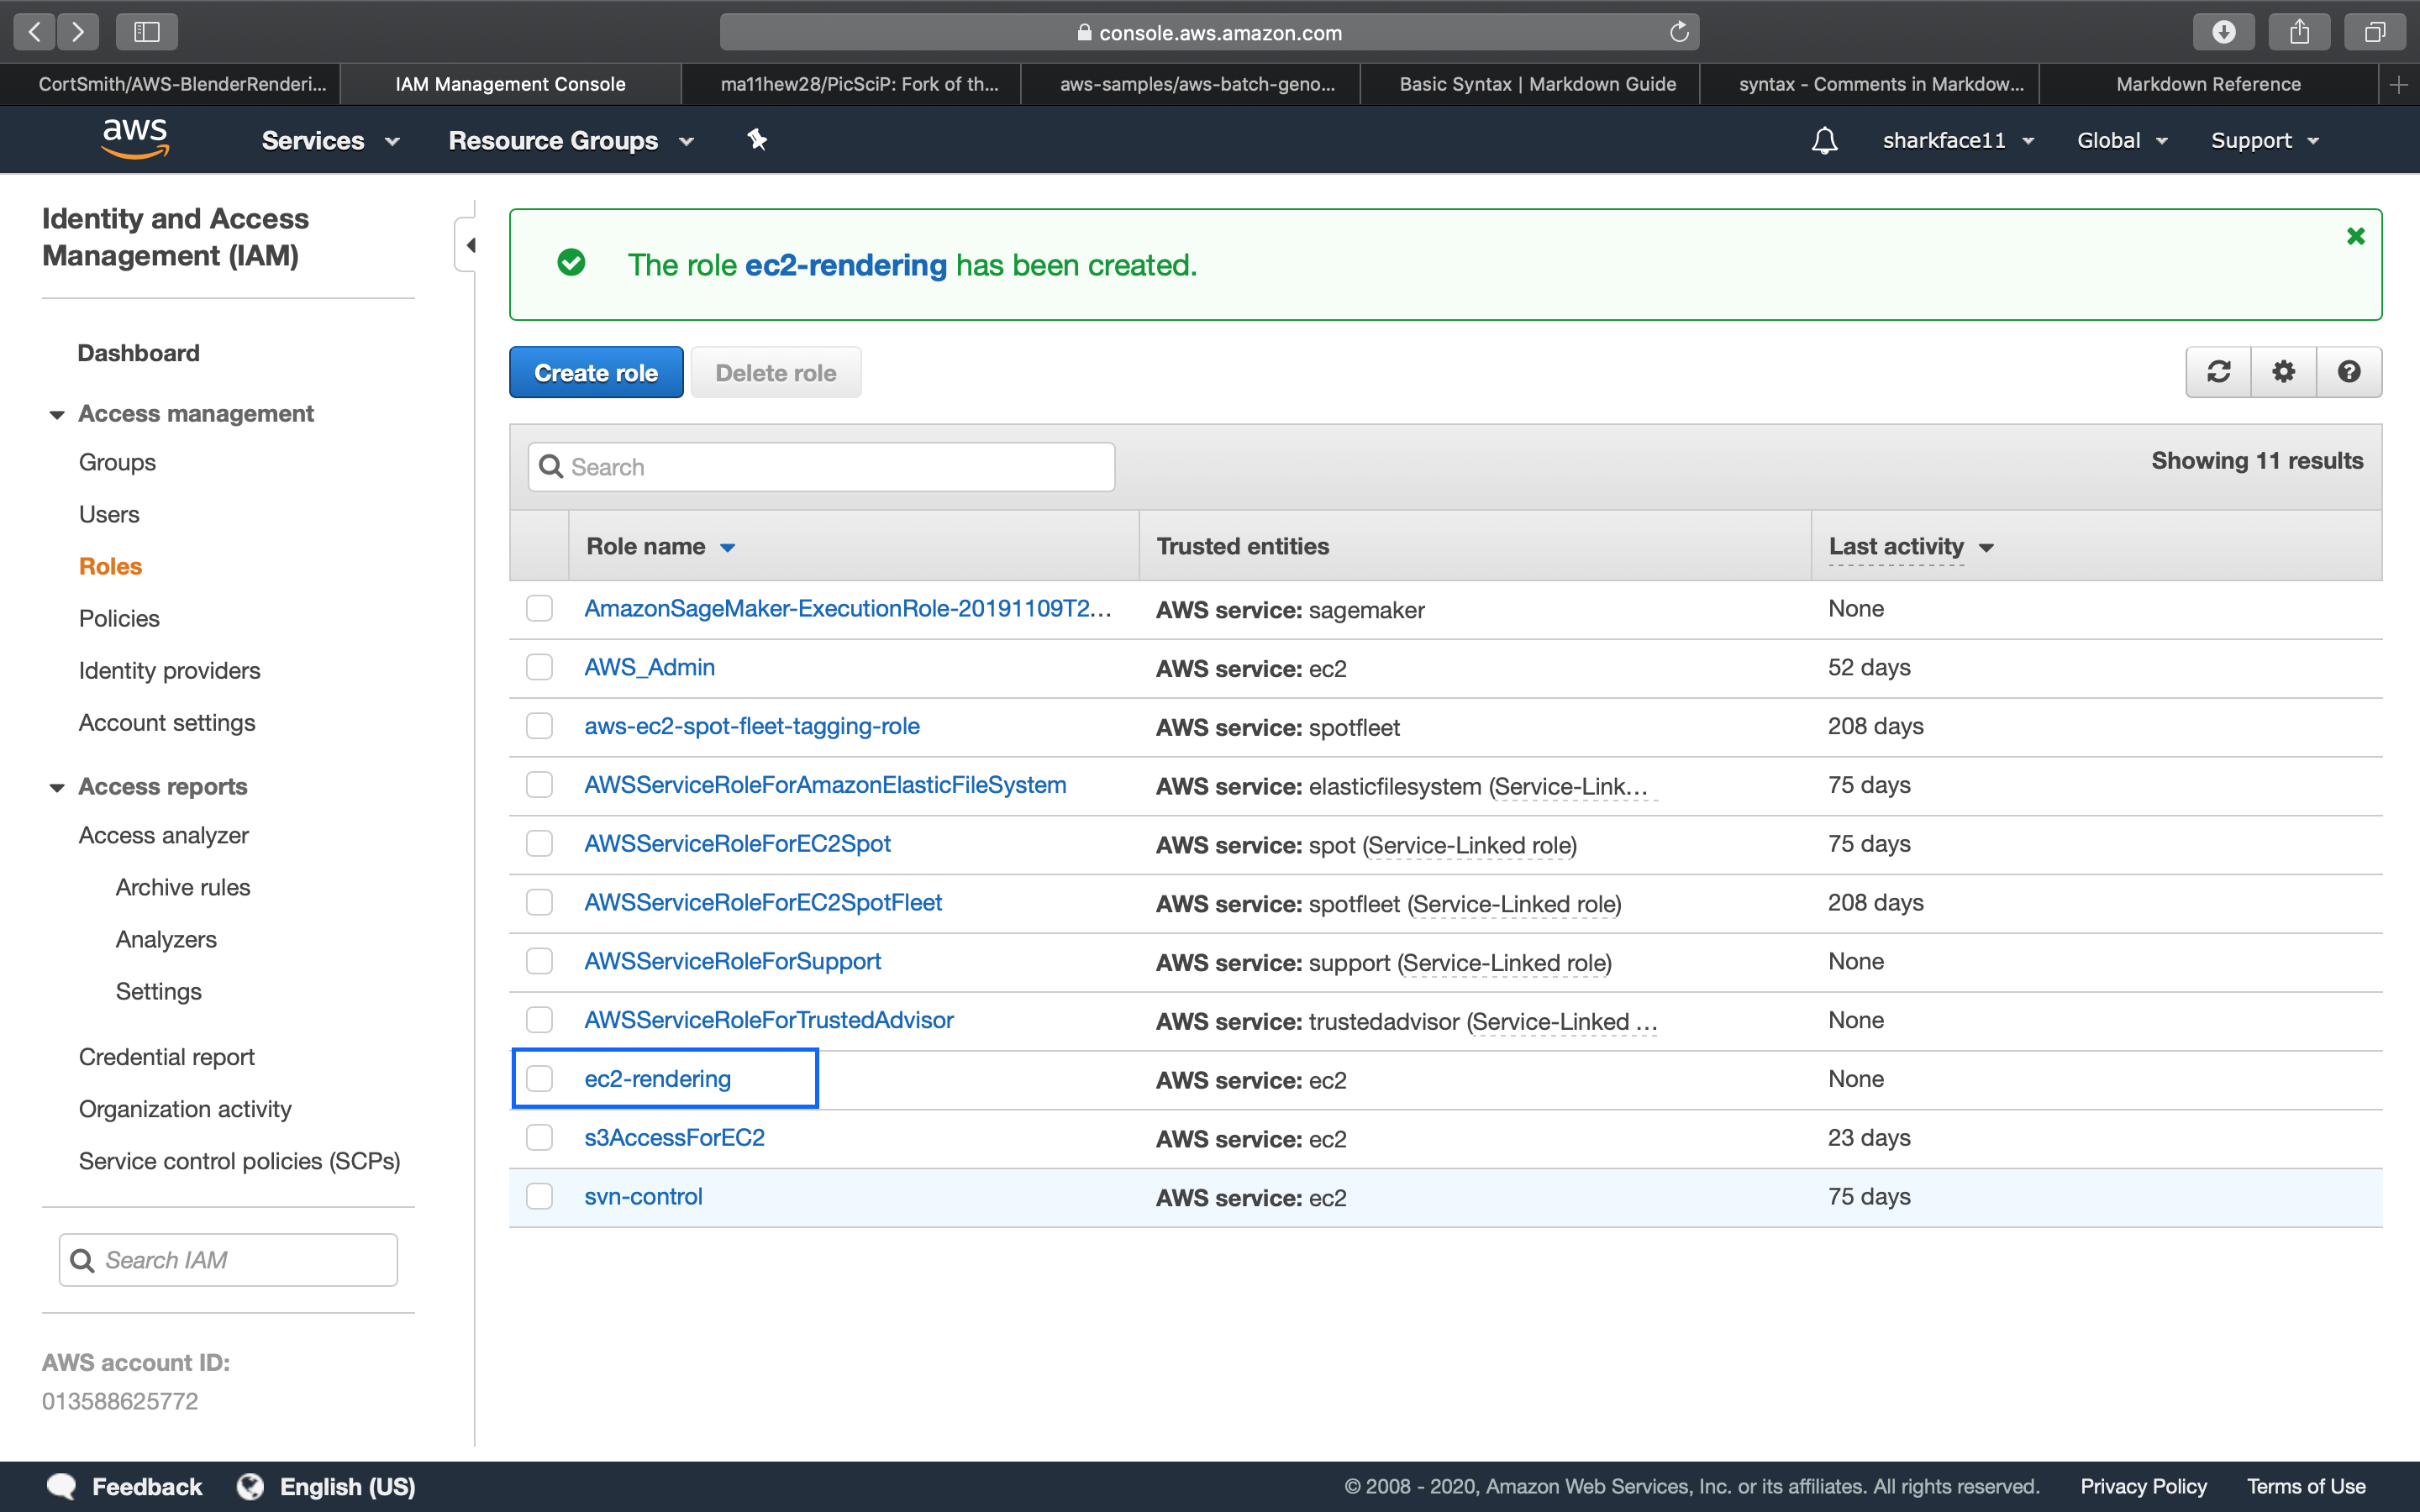 console.aws.amazon.com
CortSmith/AWS-BlenderRenderi...
IAM Management Console
ma11hew28/PicSciP: Fork of th...
aws-samples/aws-batch-geno...
Basic Syntax | Markdown Guide
syntax - Comments in Markdow...
Markdown Reference
aws
Services
Resource Groups
sharkface11
Global
Support
Identity and Access
Management (IAM)
Dashboard
Access management
Groups
Users
Roles
Policies
Identity providers
Account settings
Access reports
Access analyzer
Archive rules
Analyzers
Settings
Credential report
Organization activity
Service control policies (SCPs)
Search IAM
AWS account ID:
013588625772
The role ec2-rendering has been created.
Create role
Delete role
Search
Showing 11 results
Role name Trusted entities Last activity
AmazonSageMaker-ExecutionRole-20191109T2... AWS service: sagemaker None
AWS_Admin AWS service: ec2 52 days
aws-ec2-spot-fleet-tagging-role AWS service: spotfleet 208 days
AWSServiceRoleForAmazonElasticFileSystem AWS service: elasticfilesystem (Service-Link... 75 days
AWSServiceRoleForEC2Spot AWS service: spot (Service-Linked role) 75 days
AWSServiceRoleForEC2SpotFleet AWS service: spotfleet (Service-Linked role) 208 days
AWSServiceRoleForSupport AWS service: support (Service-Linked role) None
AWSServiceRoleForTrustedAdvisor AWS service: trustedadvisor (Service-Linked ... None
ec2-rendering AWS service: ec2 None
s3AccessForEC2 AWS service: ec2 23 days
svn-control AWS service: ec2 75 days
Feedback
English (US)
© 2008 - 2020, Amazon Web Services, Inc. or its affiliates. All rights reserved.
Privacy Policy
Terms of Use